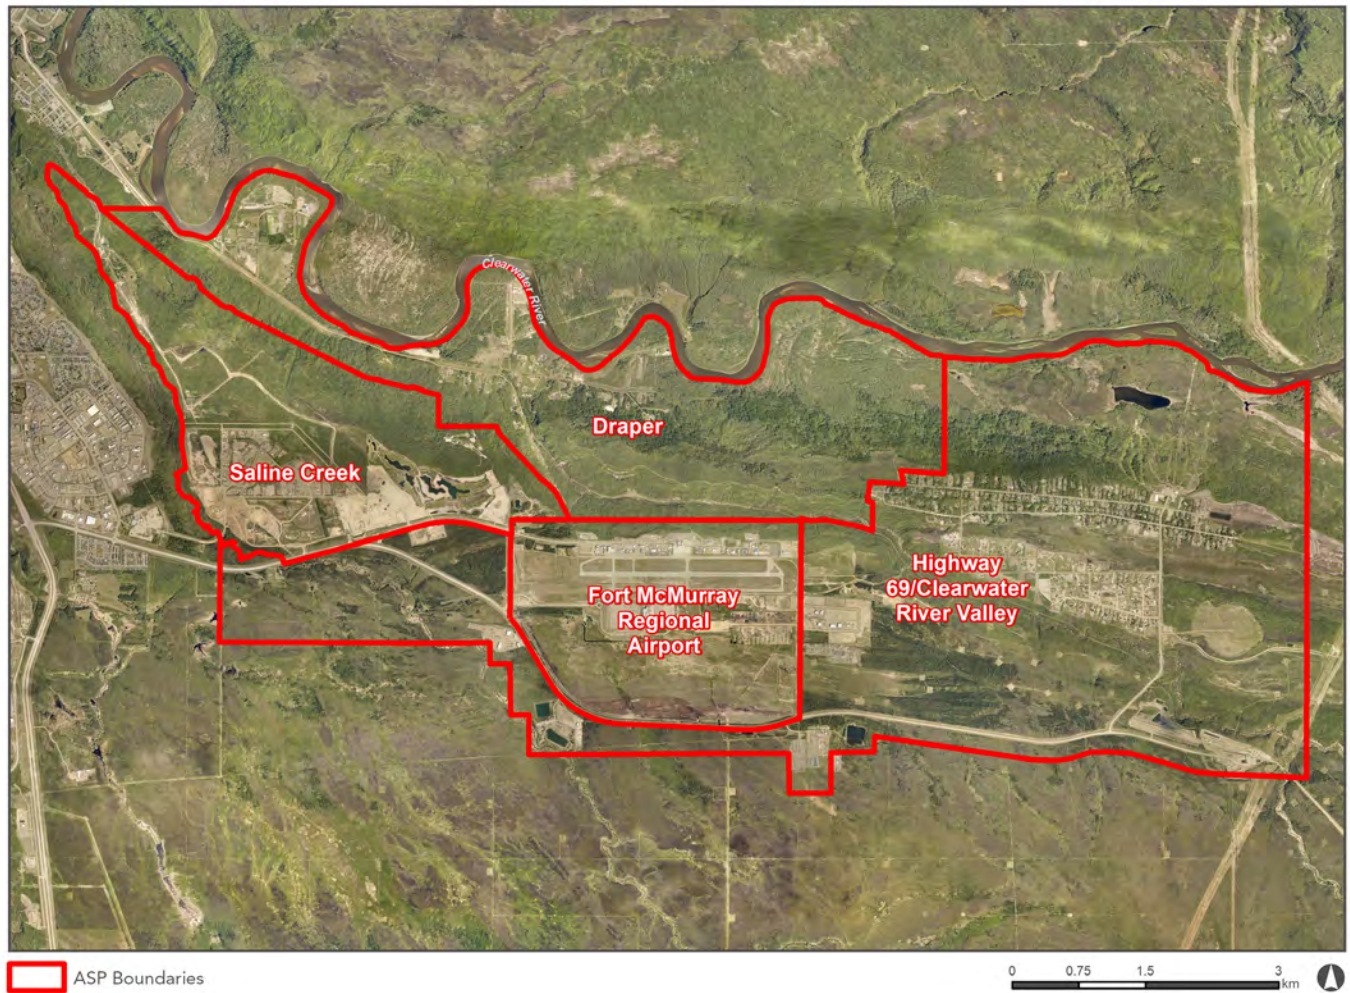 Clearwater River
Draper
Saline Creek
Highway
69/Clearwater
River Valley
Fort McMurray
Regional
Airport
ASP Boundaries
0 0.75 1.5 3
km